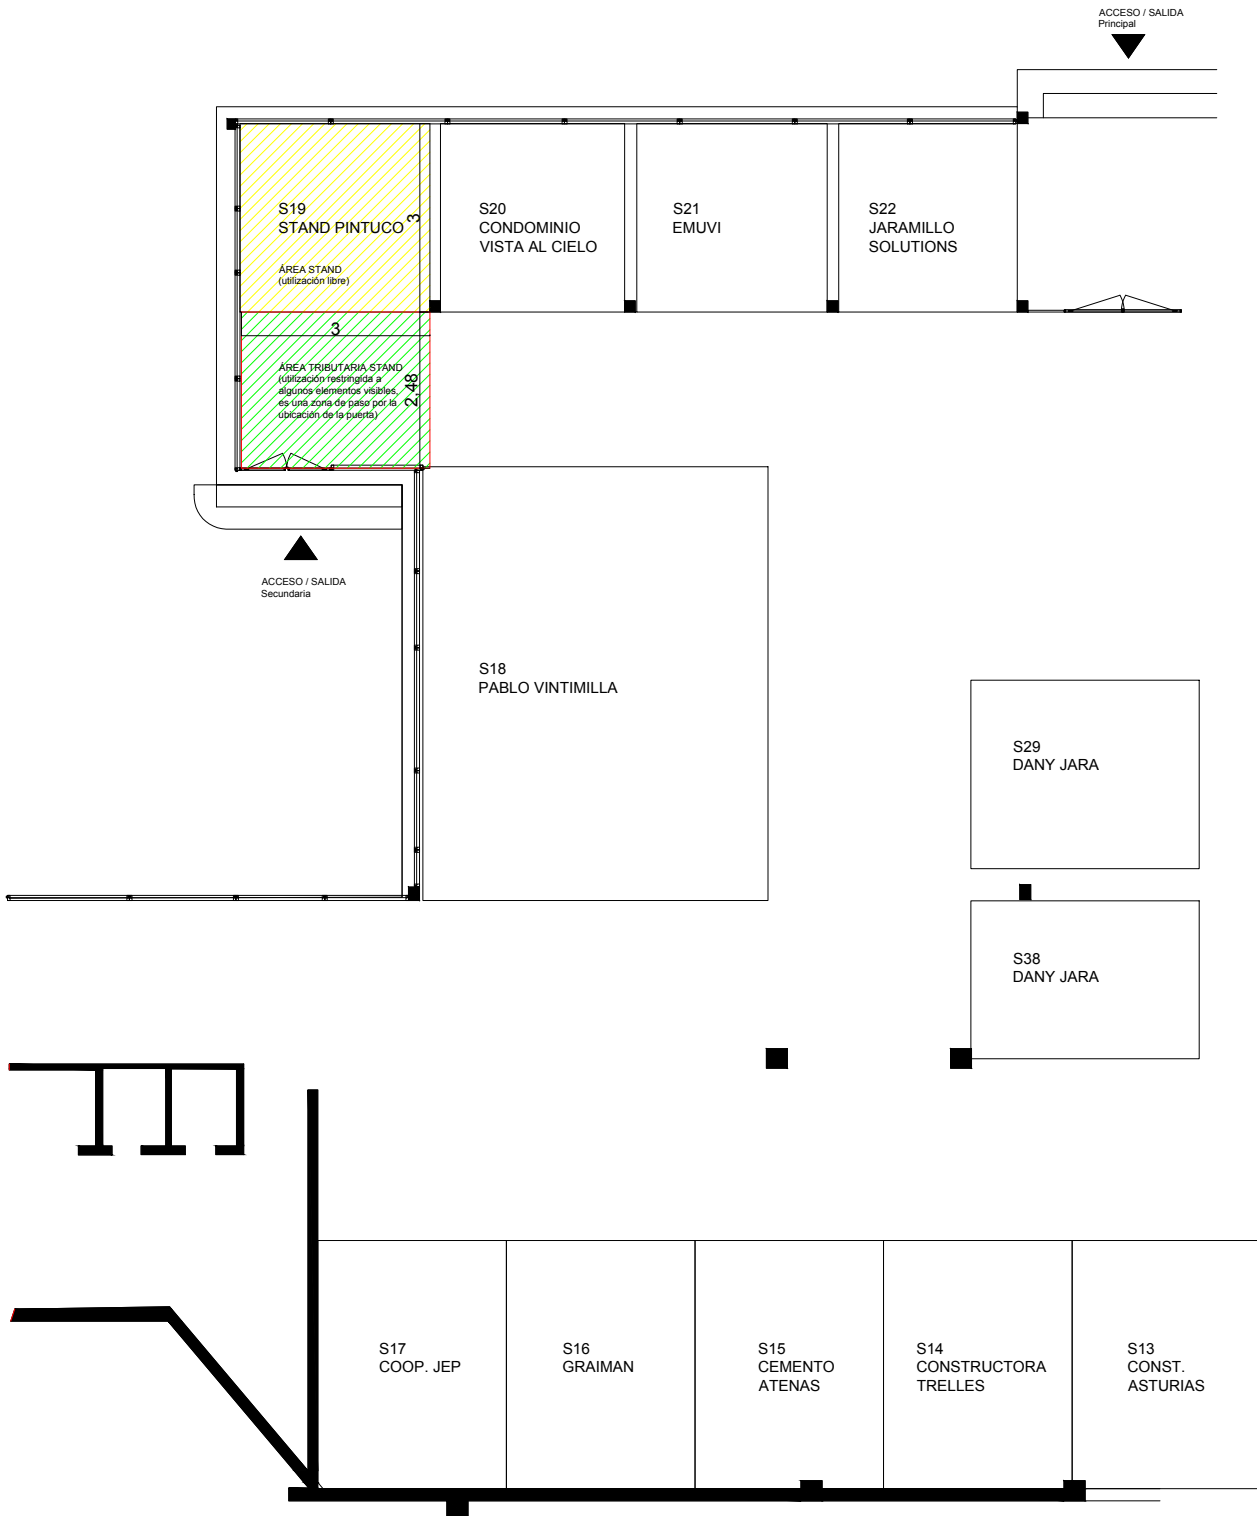 ACCESO / SALIDA
Principal
S19
STAND PINTUCO
3
ÁREA STAND
(utilización libre)
S20
CONDOMINIO
VISTA AL CIELO
S21
EMUVI
S22
JARAMILLO
SOLUTIONS
3
ÁREA TRIBUTARIA STAND
(utilización restringida a
algunos elementos visibles,
es una zona de paso por la
ubicación de la puerta)
2,48
ACCESO / SALIDA
Secundaria
S18
PABLO VINTIMILLA
S29
DANY JARA
S38
DANY JARA
S17
COOP. JEP
S16
GRAIMAN
S15
CEMENTO
ATENAS
S14
CONSTRUCTORA
TRELLES
S13
CONST.
ASTURIAS